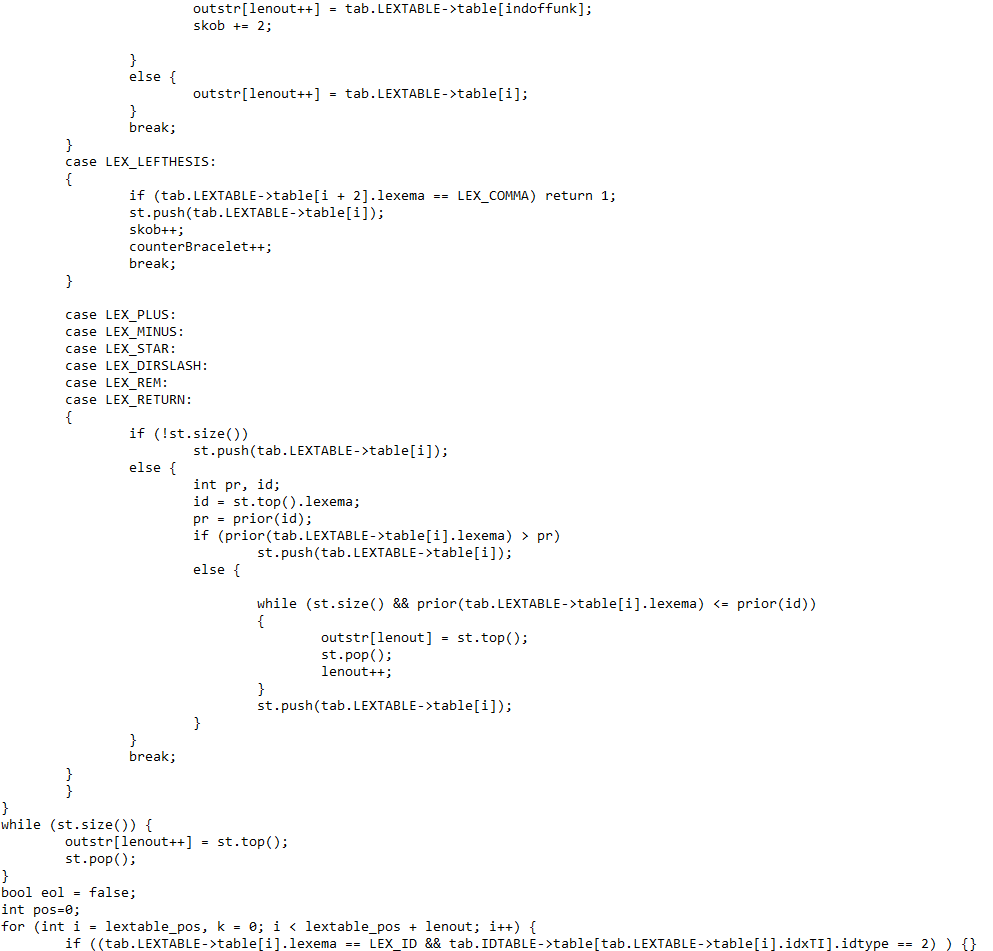 outstr[lenout++] = tab.LEXTABLE->table[indoffunk];
skob += 2;
}
else {
outstr[lenout++] = tab.LEXTABLE->table[i];
}
break;
}
case LEX_LEFTHESIS:
{
if (tab.LEXTABLE->table[i + 2].lexema == LEX_COMMA) return 1;
st.push(tab.LEXTABLE->table[i]);
skob++;
counterBracelet++;
break;
}
case LEX_PLUS:
case LEX_MINUS:
case LEX_STAR:
case LEX_DIRSLASH:
case LEX_REM:
case LEX_RETURN:
{
if (!st.size())
st.push(tab.LEXTABLE->table[i]);
else {
int pr, id;
id = st.top().lexema;
pr = prior(id);
if (prior(tab.LEXTABLE->table[i].lexema) > pr)
st.push(tab.LEXTABLE->table[i]);
else {
while (st.size() && prior(tab.LEXTABLE->table[i].lexema) <= prior(id))
{
outstr[lenout] = st.top();
st.pop();
lenout++;
}
st.push(tab.LEXTABLE->table[i]);
}
}
break;
}
}
}
while (st.size()) {
outstr[lenout++] = st.top();
st.pop();
}
bool eol = false;
int pos=0;
for (int i = lextable_pos, k = 0; i < lextable_pos + lenout; i++) {
if ((tab.LEXTABLE->table[i].lexema == LEX_ID && tab.IDTABLE->table[tab.LEXTABLE->table[i].idxTI].idtype == 2) ) {}